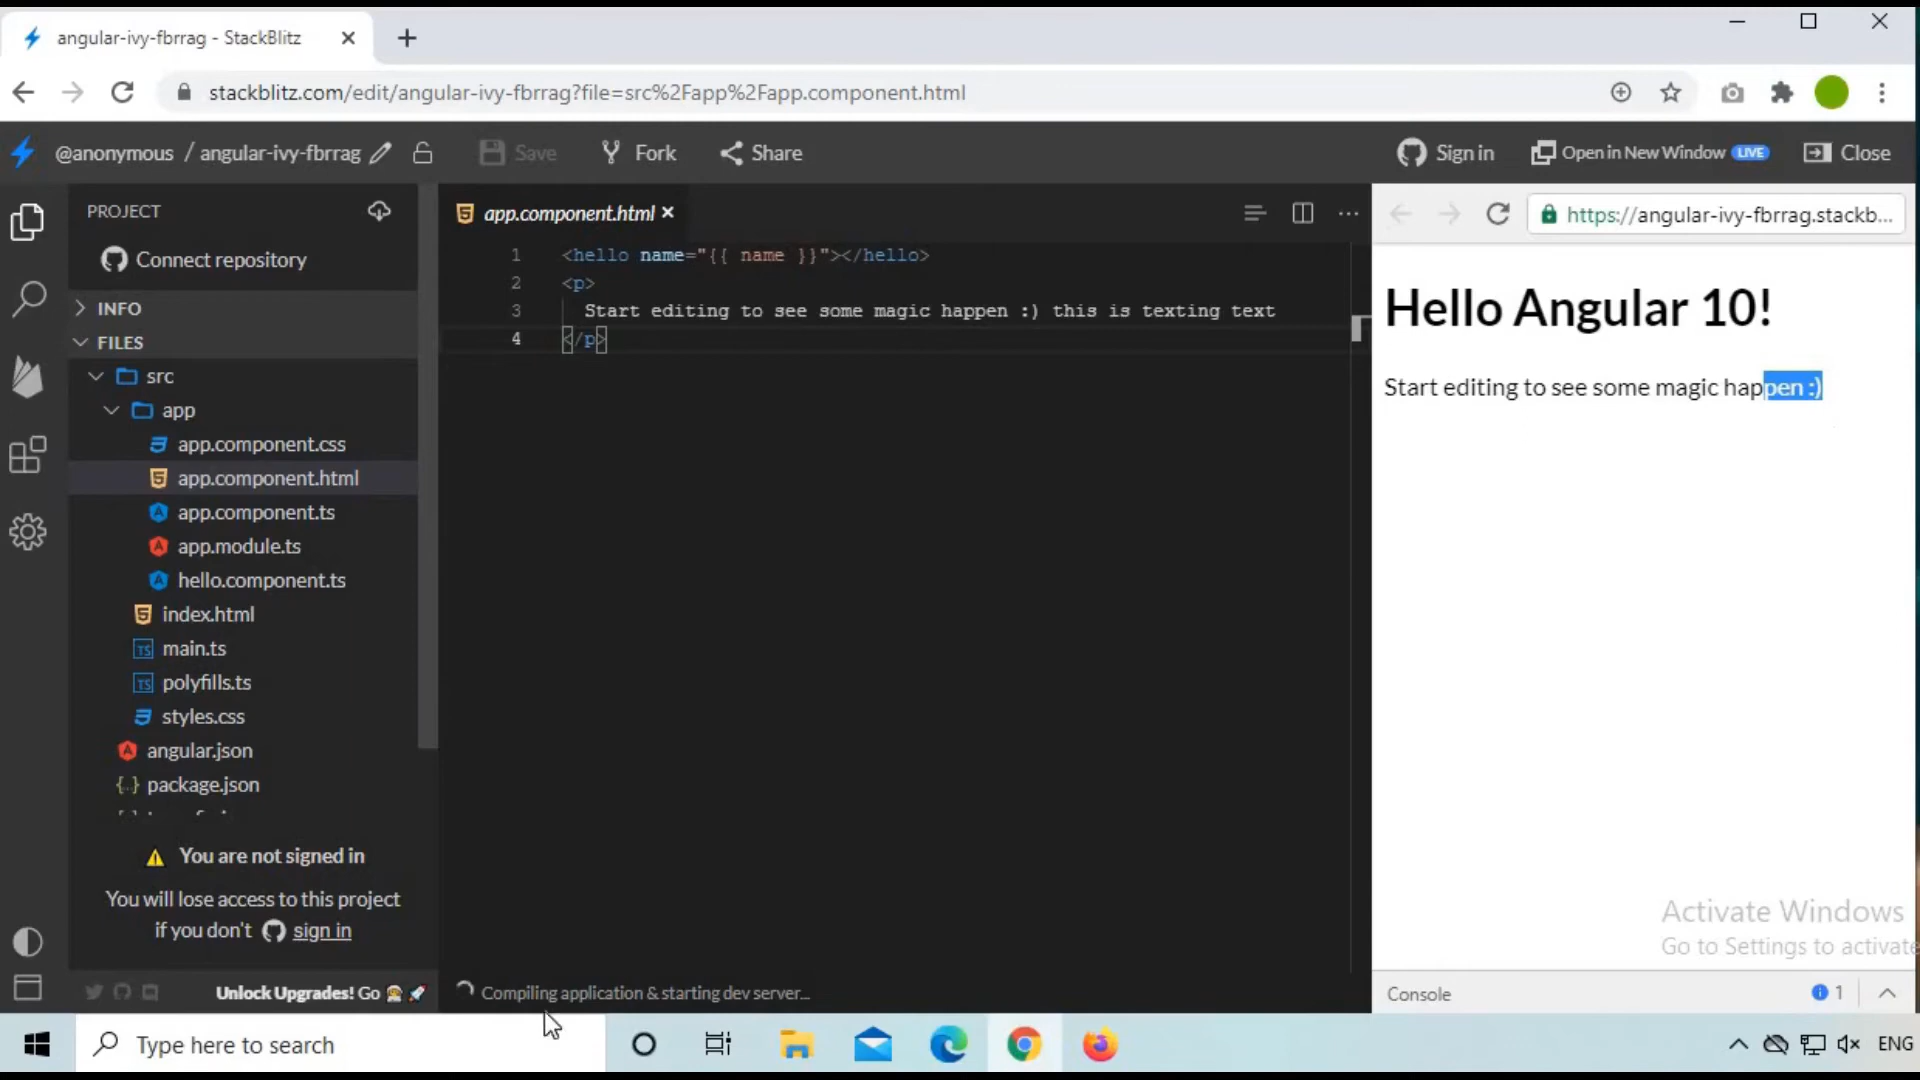 angular-ivy-fbrrag - StackBlitz
stackblitz.com/edit/angular-ivy-fbrrag?file=src%2Fapp%2Fapp.component.html
@anonymous / angular-ivy-fbrrag
Save
Fork
Share
Sign in
Open in New Window LIVE
Close
PROJECT
Connect repository
INFO
FILES
src
app
app.component.css
app.component.html
app.component.ts
app.module.ts
hello.component.ts
index.html
main.ts
polyfills.ts
styles.css
angular.json
package.json
You are not signed in
You will lose access to this project
if you don't sign in
Unlock Upgrades! Go
app.component.html
1 <hello name="{{ name }}"></hello>
2 <p>
3 Start editing to see some magic happen :) this is texting text
4 </p>
Compiling application & starting dev server...
https://angular-ivy-fbrrag.stackb...
Hello Angular 10!
Start editing to see some magic happen :)
Activate Windows
Go to Settings to activate
Console
1
Type here to search
ENG